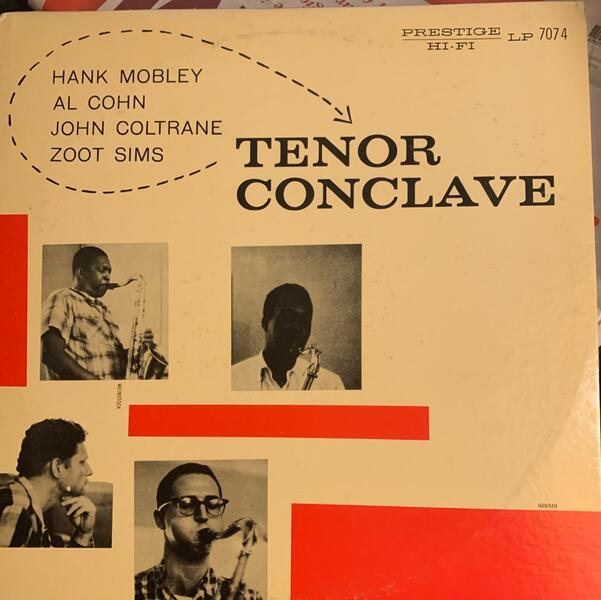 PRESTIGE LP 7074
HI-FI
HANK MOBLEY
AL COHN
JOHN COLTRANE
ZOOT SIMS
TENOR
CONCLAVE
WEINSTOCK
HANNAN